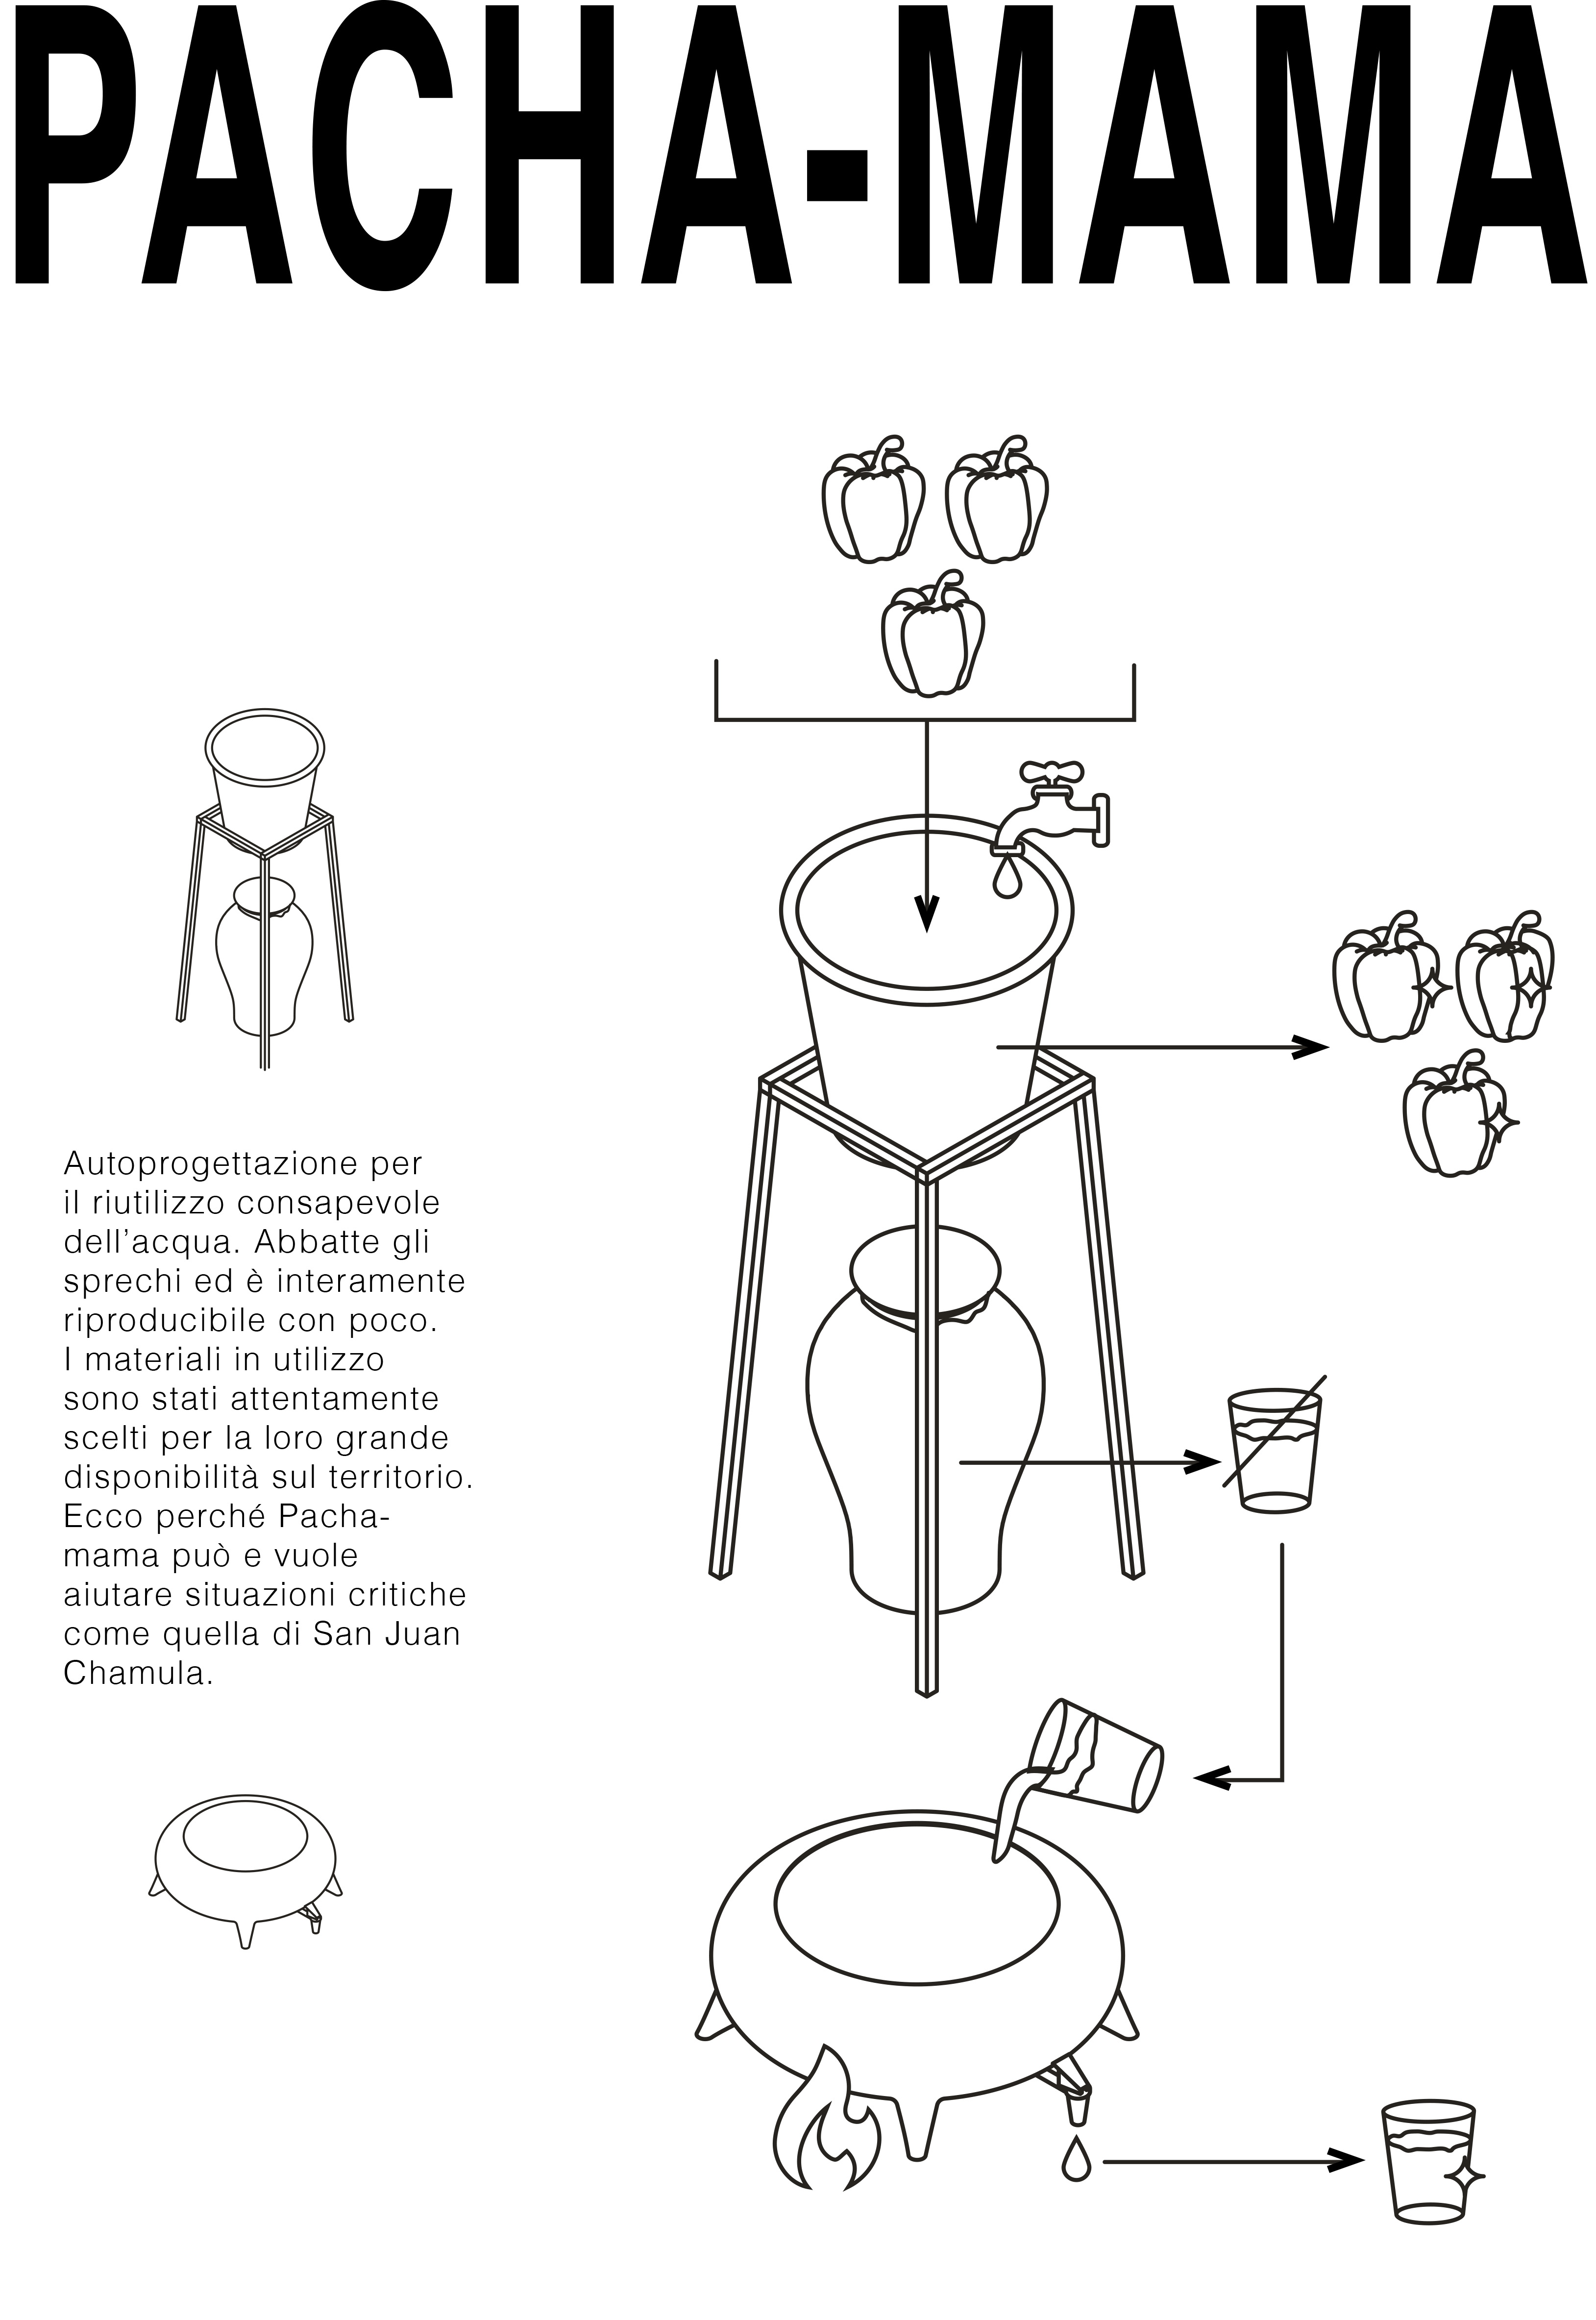 PACHA-MAMA
Autoprogettazione per
il riutilizzo consapevole
dell’acqua. Abbatte gli
sprechi ed è interamente
riproducibile con poco.
I materiali in utilizzo
sono stati attentamente
scelti per la loro grande
disponibilità sul territorio.
Ecco perché Pacha-
mama può e vuole
aiutare situazioni critiche
come quella di San Juan
Chamula.